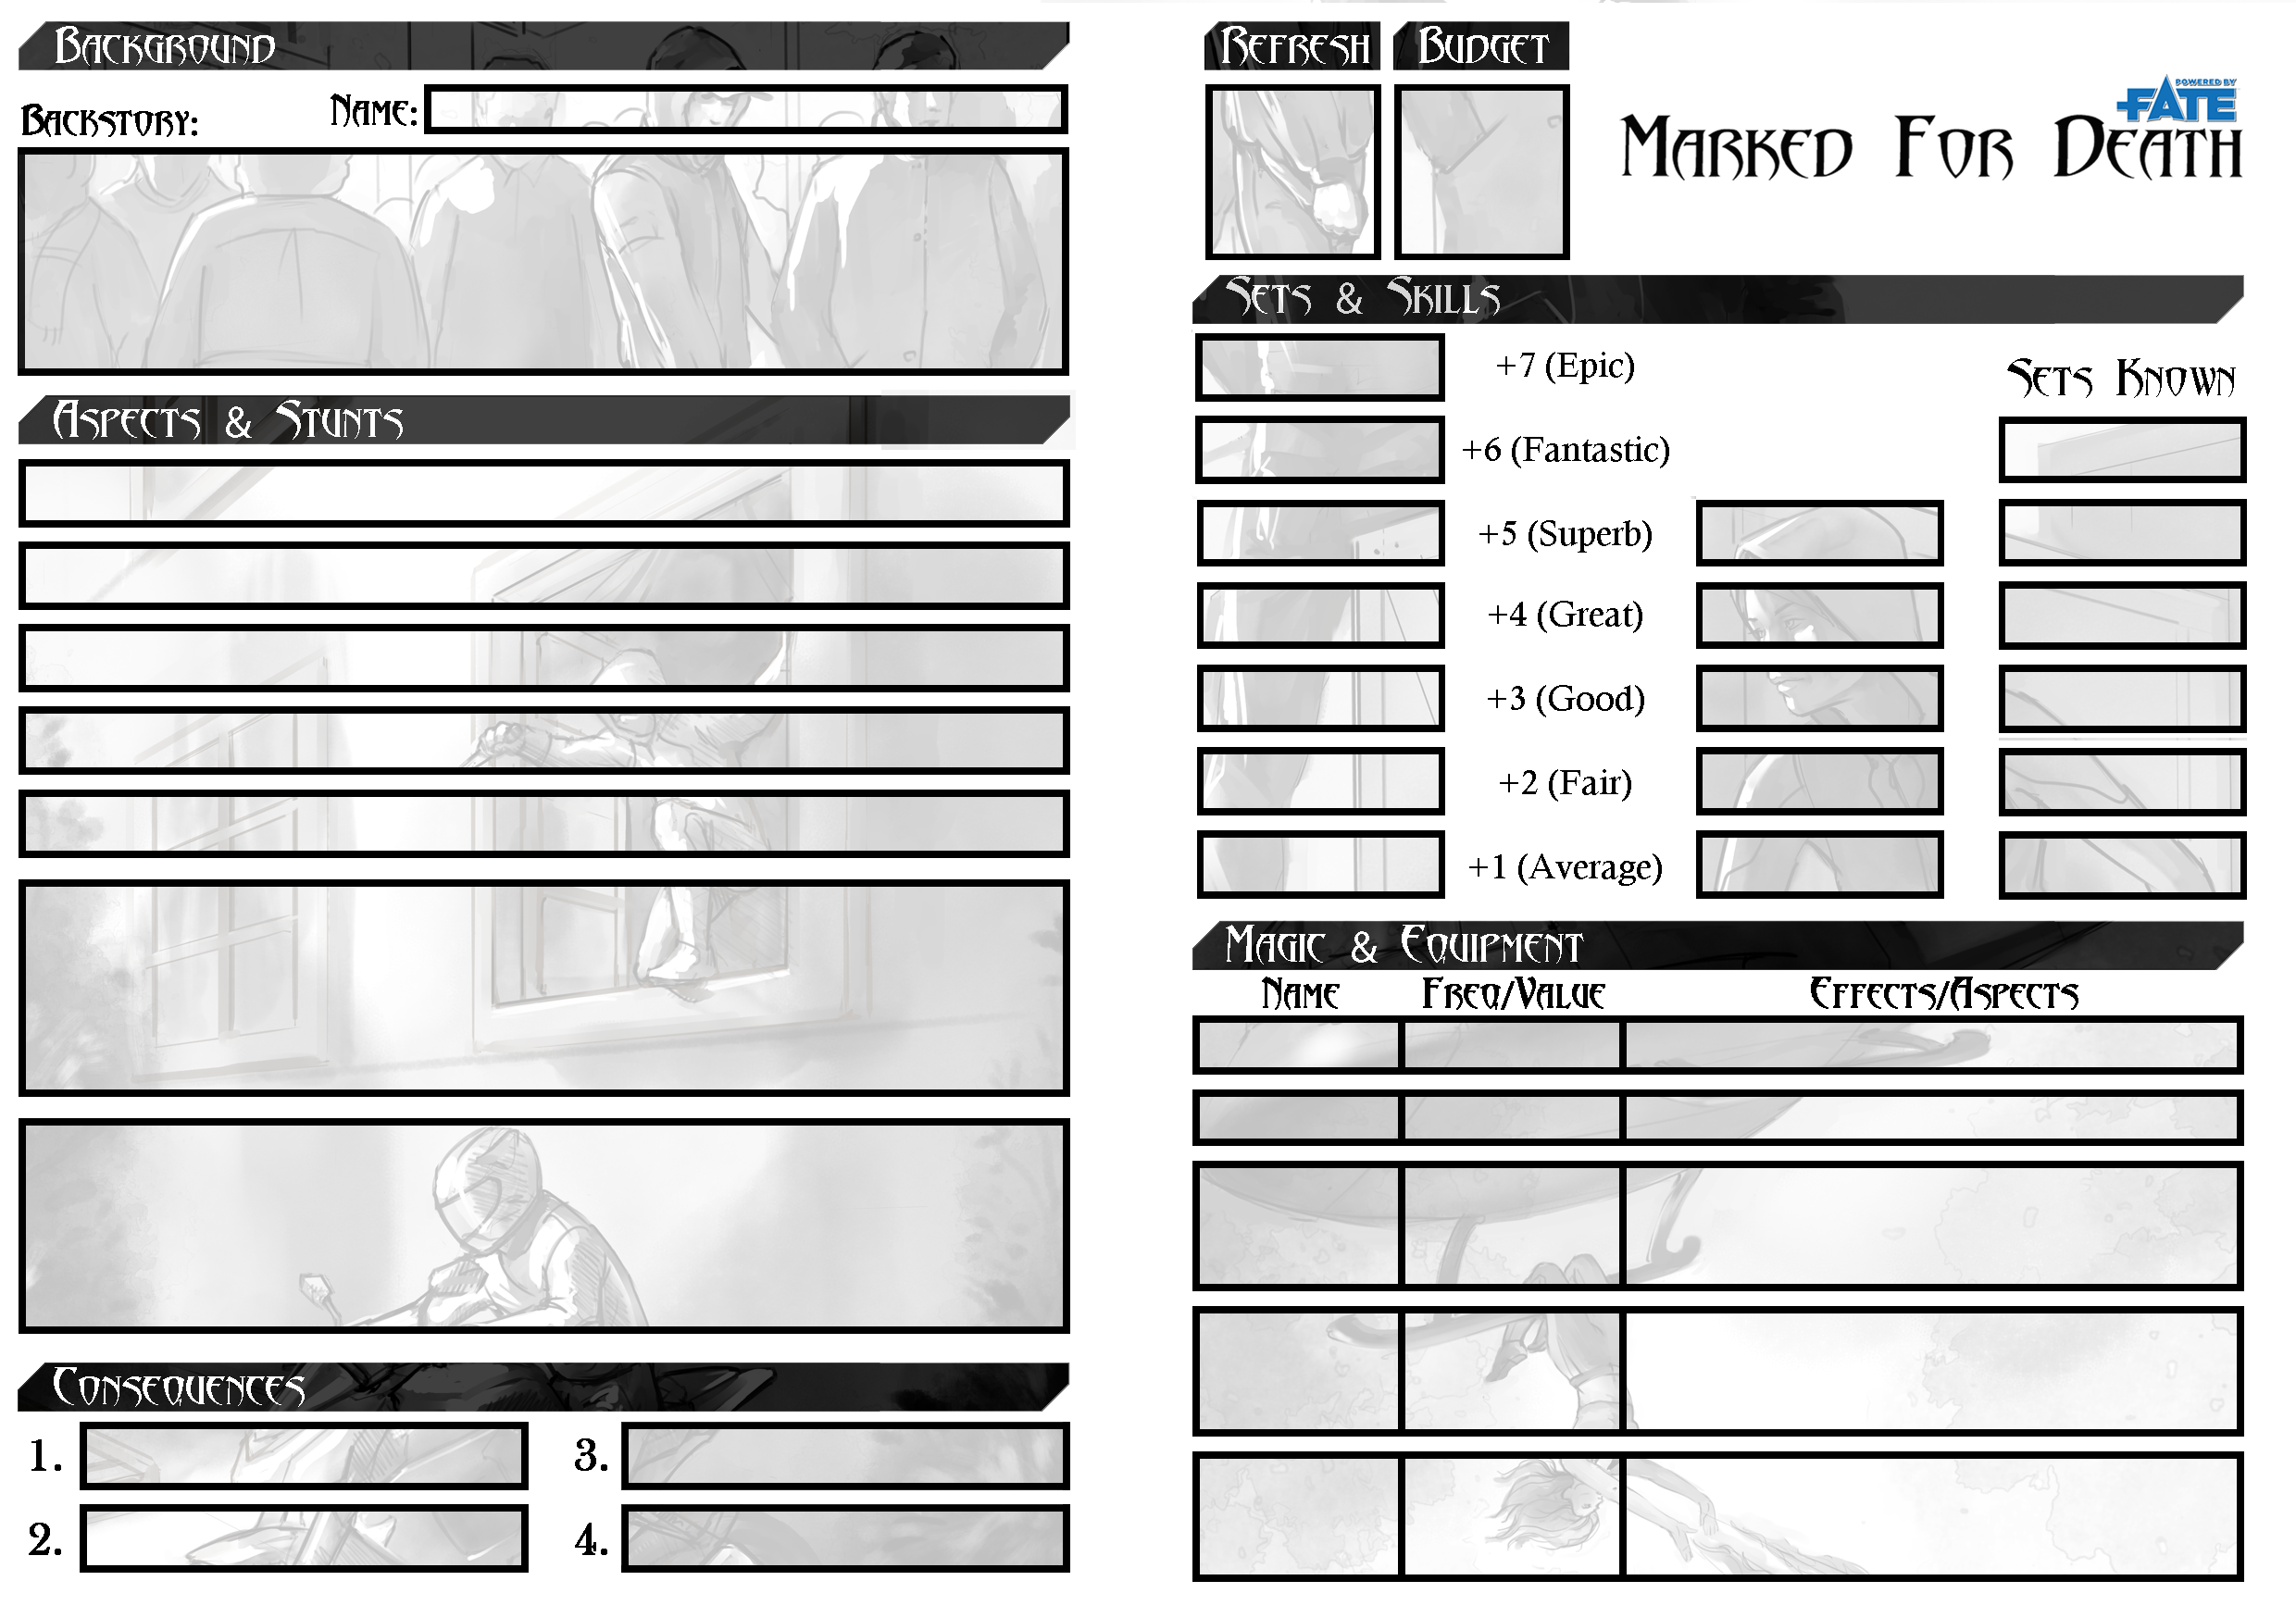 Background
Backstory:
Name:
Aspects & Stunts
Consequences
1.
2.
3.
4.
Refresh
Budget
POWERED BY
FATE
Marked For Death
Sets & Skills
+7 (Epic)
+6 (Fantastic)
+5 (Superb)
+4 (Great)
+3 (Good)
+2 (Fair)
+1 (Average)
Sets Known
Magic & Equipment
Name
Freq/Value
Effects/Aspects